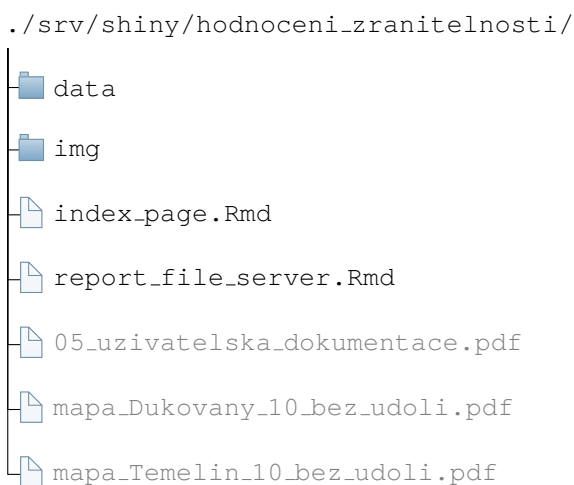 ./srv/shiny/hodnoceni_zranitelnosti/
data
img
index_page.Rmd
report_file_server.Rmd
05_uzivatelska_dokumentace.pdf
mapa_Dukovany_10_bez_udoli.pdf
mapa_Temelin_10_bez_udoli.pdf